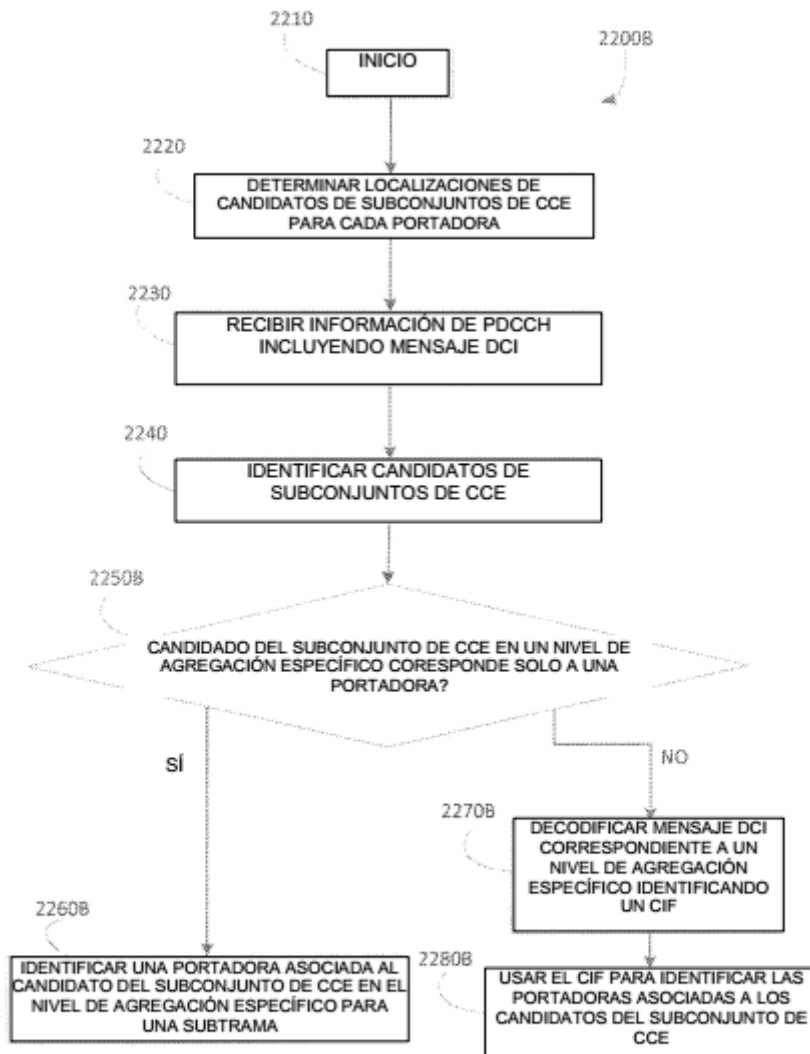 2210
INICIO
2200B
2220
DETERMINAR LOCALIZACIONES DE
CANDIDATOS DE SUBCONJUNTOS DE CCE
PARA CADA PORTADORA
2230
RECIBIR INFORMACIÓN DE PDCCH
INCLUYENDO MENSAJE DCI
2240
IDENTIFICAR CANDIDATOS DE
SUBCONJUNTOS DE CCE
2250B
CANDIDADO DEL SUBCONJUNTO DE CCE EN UN NIVEL DE
AGREGACIÓN ESPECÍFICO CORESPONDE SOLO A UNA
PORTADORA?
SÍ
NO
2270B
DECODIFICAR MENSAJE DCI
CORRESPONDIENTE A UN
NIVEL DE AGREGACIÓN
ESPECÍFICO IDENTIFICANDO
UN CIF
2260B
IDENTIFICAR UNA PORTADORA ASOCIADA AL
CANDIDATO DEL SUBCONJUNTO DE CCE EN EL
NIVEL DE AGREGACIÓN ESPECÍFICO PARA
UNA SUBTRAMA
2280B
USAR EL CIF PARA IDENTIFICAR LAS
PORTADORAS ASOCIADAS A LOS
CANDIDATOS DEL SUBCONJUNTO DE
CCE